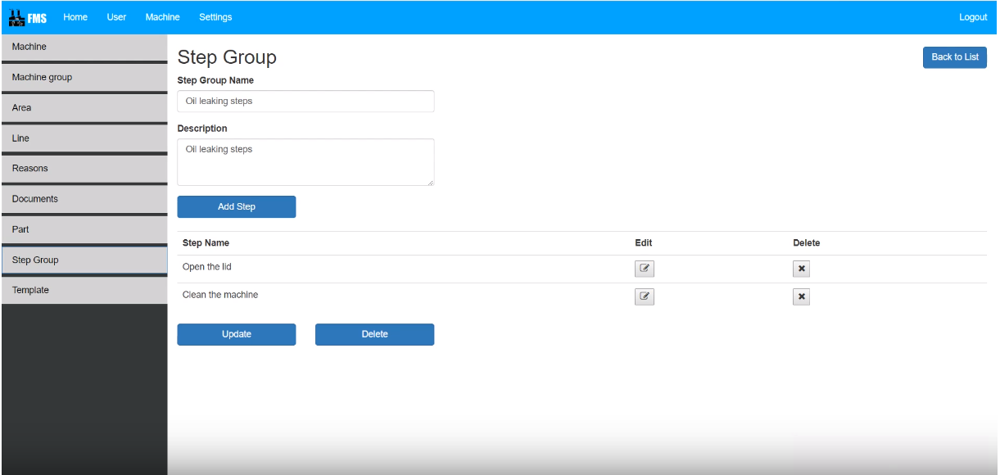 FMS Home User Machine Settings Logout
Machine
Machine group
Area
Line
Reasons
Documents
Part
Step Group
Template
Step Group
Back to List
Step Group Name
Oil leaking steps
Description
Oil leaking steps
Add Step
Step Name Edit Delete
Open the lid
Clean the machine
Update Delete